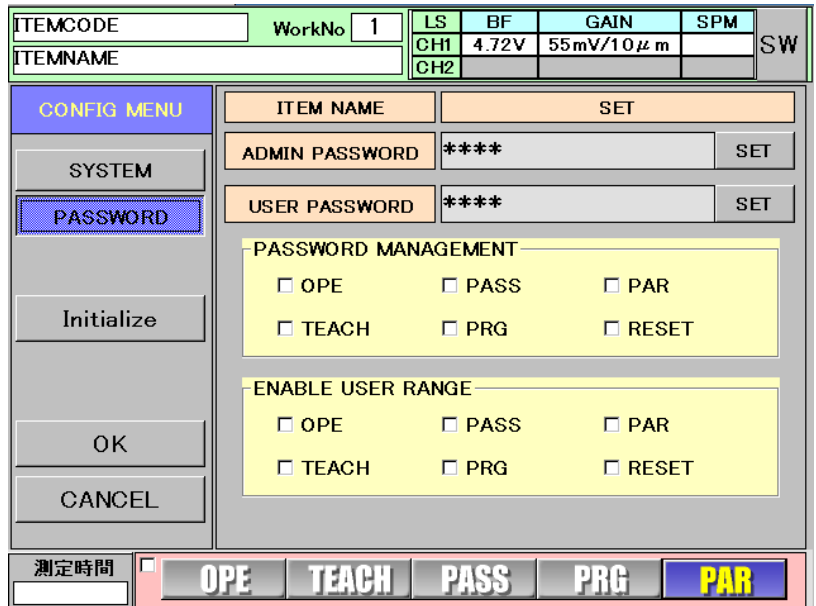 ITEMCODE
WorkNo 1
LS BF GAIN SPM
CH1 4.72V 55mV/10μm
CH2
SW
ITEMNAME
CONFIG MENU
SYSTEM
PASSWORD
Initialize
OK
CANCEL
ITEM NAME SET
ADMIN PASSWORD **** SET
USER PASSWORD **** SET
PASSWORD MANAGEMENT
OPE PASS PAR
TEACH PRG RESET
ENABLE USER RANGE
OPE PASS PAR
TEACH PRG RESET
測定時間
OPE TEACH PASS PRG PAR